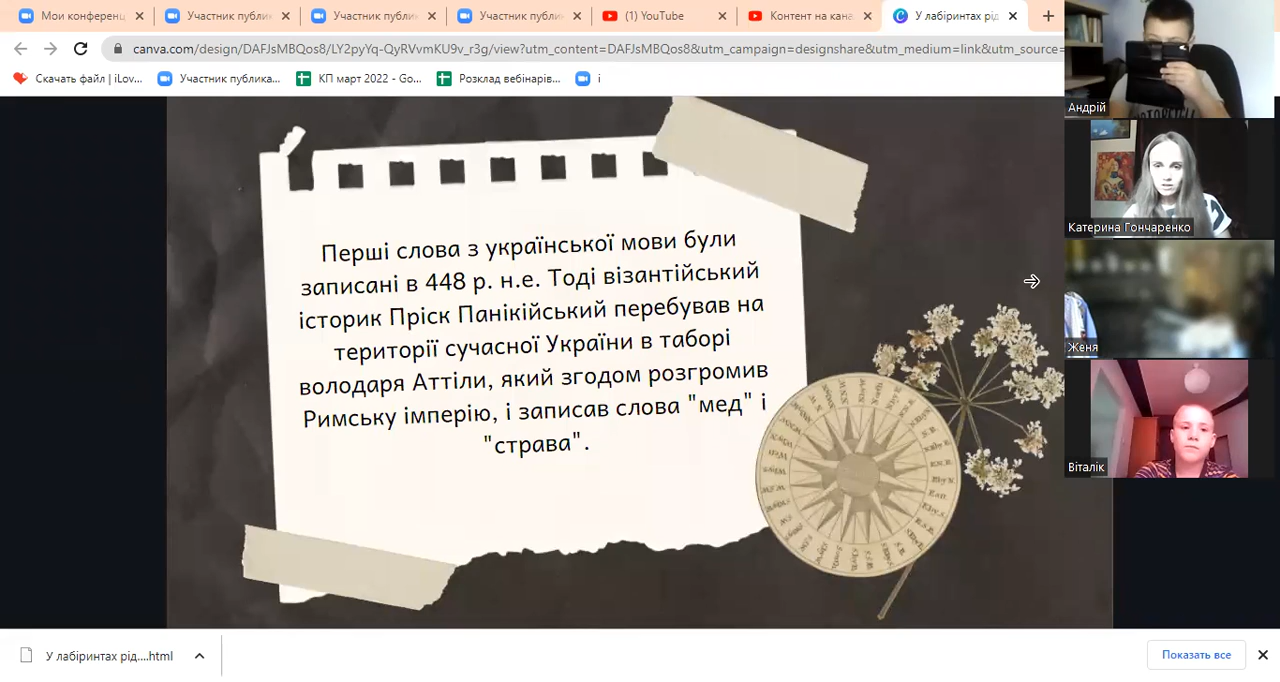 Мои конференц
Участник публи
Участник публи
Участник публи
(1) YouTube
Контент на кана
У лабіринтах рід
canva.com/design/DAFJsMBQos8/LY2pyYq-QyRVvmKU9v_r3g/view?utm_content=DAFJsMBQos8&utm_campaign=designshare&utm_medium=link&utm_source=
Скачать файл | iLov...
Участник публика...
КП март 2022 - Go...
Розклад вебінарів...
i
Перші слова з української мови були
записані в 448 р. н.е. Тоді візантійський
історик Пріск Панікійський перебував на
території сучасної України в таборі
володаря Аттіли, який згодом розгромив
Римську імперію, і записав слова "мед" і
"страва".
Андрій
Катерина Гончаренко
Женя
Віталік
У лабіринтах рід....html
Показать все